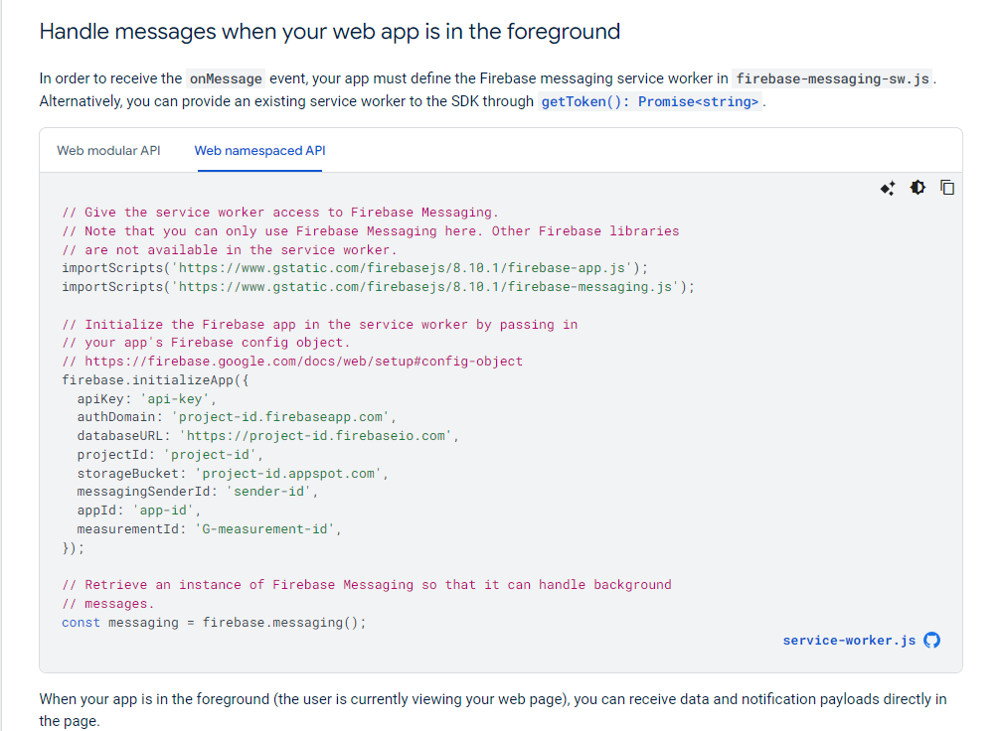 Handle messages when your web app is in the foreground
In order to receive the onMessage event, your app must define the Firebase messaging service worker in firebase-messaging-sw.js .
Alternatively, you can provide an existing service worker to the SDK through getToken(): Promise<string> .
Web modular API Web namespaced API
// Give the service worker access to Firebase Messaging.
// Note that you can only use Firebase Messaging here. Other Firebase libraries
// are not available in the service worker.
importScripts('https://www.gstatic.com/firebasejs/8.10.1/firebase-app.js');
importScripts('https://www.gstatic.com/firebasejs/8.10.1/firebase-messaging.js');
// Initialize the Firebase app in the service worker by passing in
// your app's Firebase config object.
// https://firebase.google.com/docs/web/setup#config-object
firebase.initializeApp({
  apiKey: 'api-key',
  authDomain: 'project-id.firebaseapp.com',
  databaseURL: 'https://project-id.firebaseio.com',
  projectId: 'project-id',
  storageBucket: 'project-id.appspot.com',
  messagingSenderId: 'sender-id',
  appId: 'app-id',
  measurementId: 'G-measurement-id',
});
// Retrieve an instance of Firebase Messaging so that it can handle background
// messages.
const messaging = firebase.messaging();
service-worker.js
When your app is in the foreground (the user is currently viewing your web page), you can receive data and notification payloads directly in
the page.